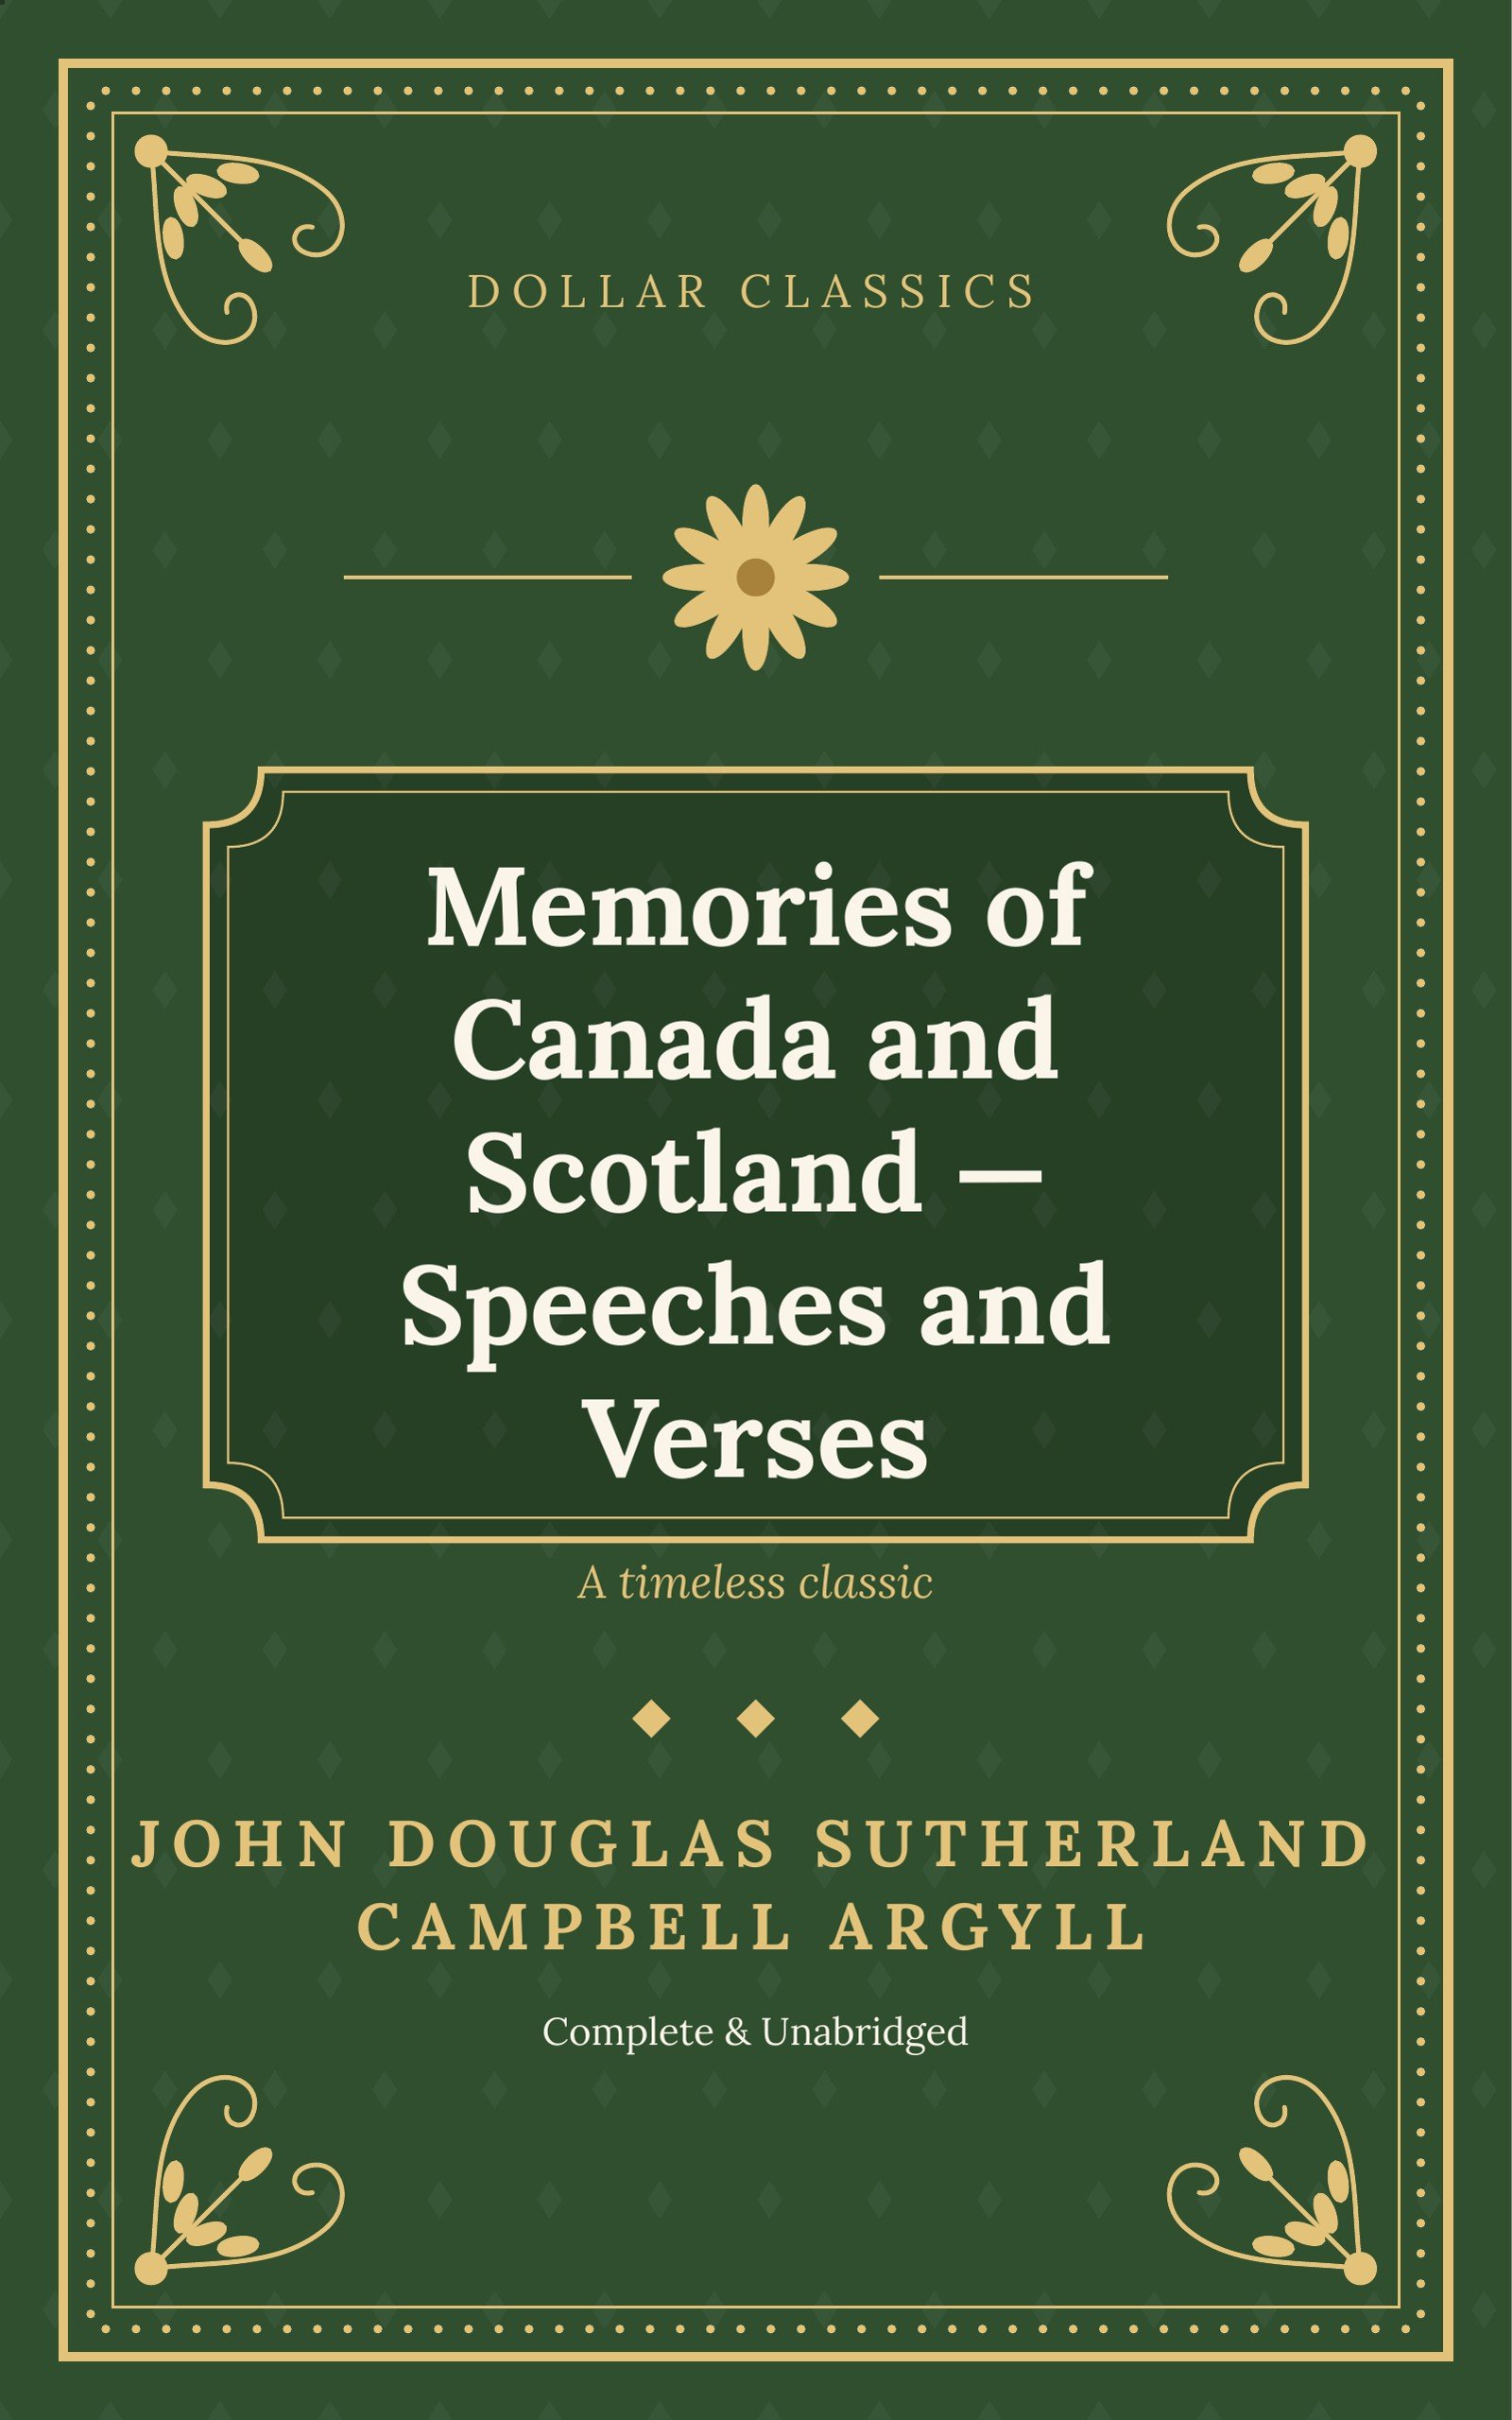 DOLLAR CLASSICS
Memories of
Canada and
Scotland —
Speeches and
Verses
A timeless classic
JOHN DOUGLAS SUTHERLAND
CAMPBELL ARGYLL
Complete & Unabridged